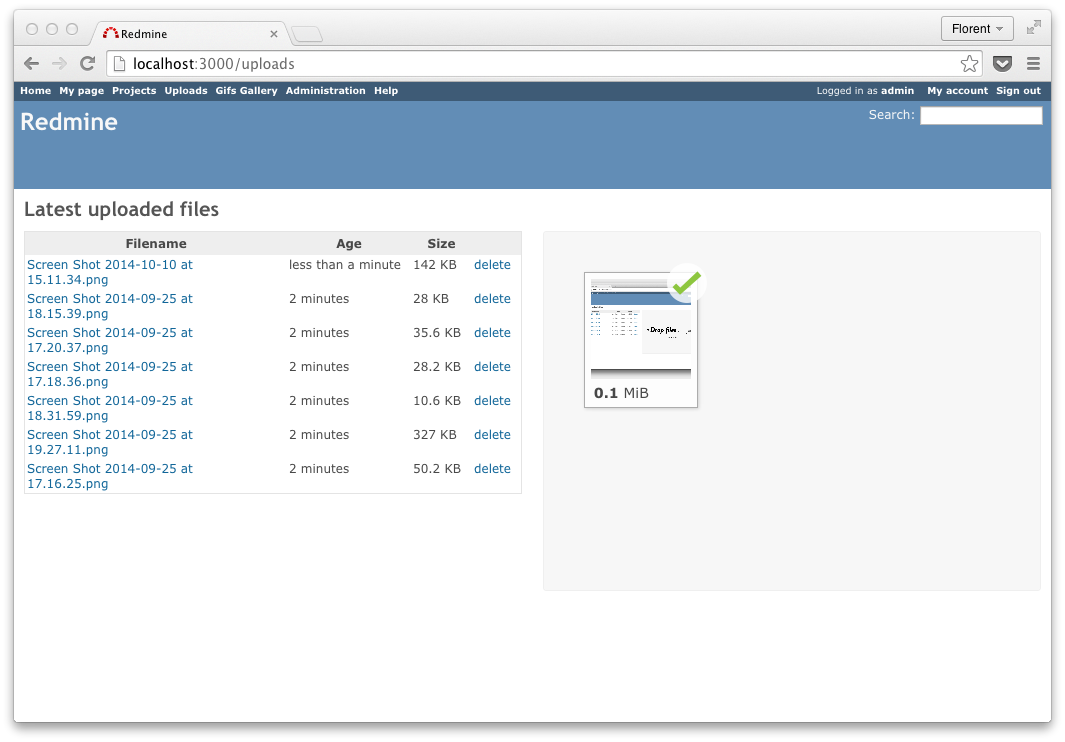 Redmine
Florent
localhost:3000/uploads
Home My page Projects Uploads Gifs Gallery Administration Help
Logged in as admin My account Sign out
Redmine
Search:
Latest uploaded files
Filename Age Size
Screen Shot 2014-10-10 at less than a minute 142 KB delete
15.11.34.png
Screen Shot 2014-09-25 at 2 minutes 28 KB delete
18.15.39.png
Screen Shot 2014-09-25 at 2 minutes 35.6 KB delete
17.20.37.png
Screen Shot 2014-09-25 at 2 minutes 28.2 KB delete
17.18.36.png
Screen Shot 2014-09-25 at 2 minutes 10.6 KB delete
18.31.59.png
Screen Shot 2014-09-25 at 2 minutes 327 KB delete
19.27.11.png
Screen Shot 2014-09-25 at 2 minutes 50.2 KB delete
17.16.25.png
Drop files
0.1 MiB